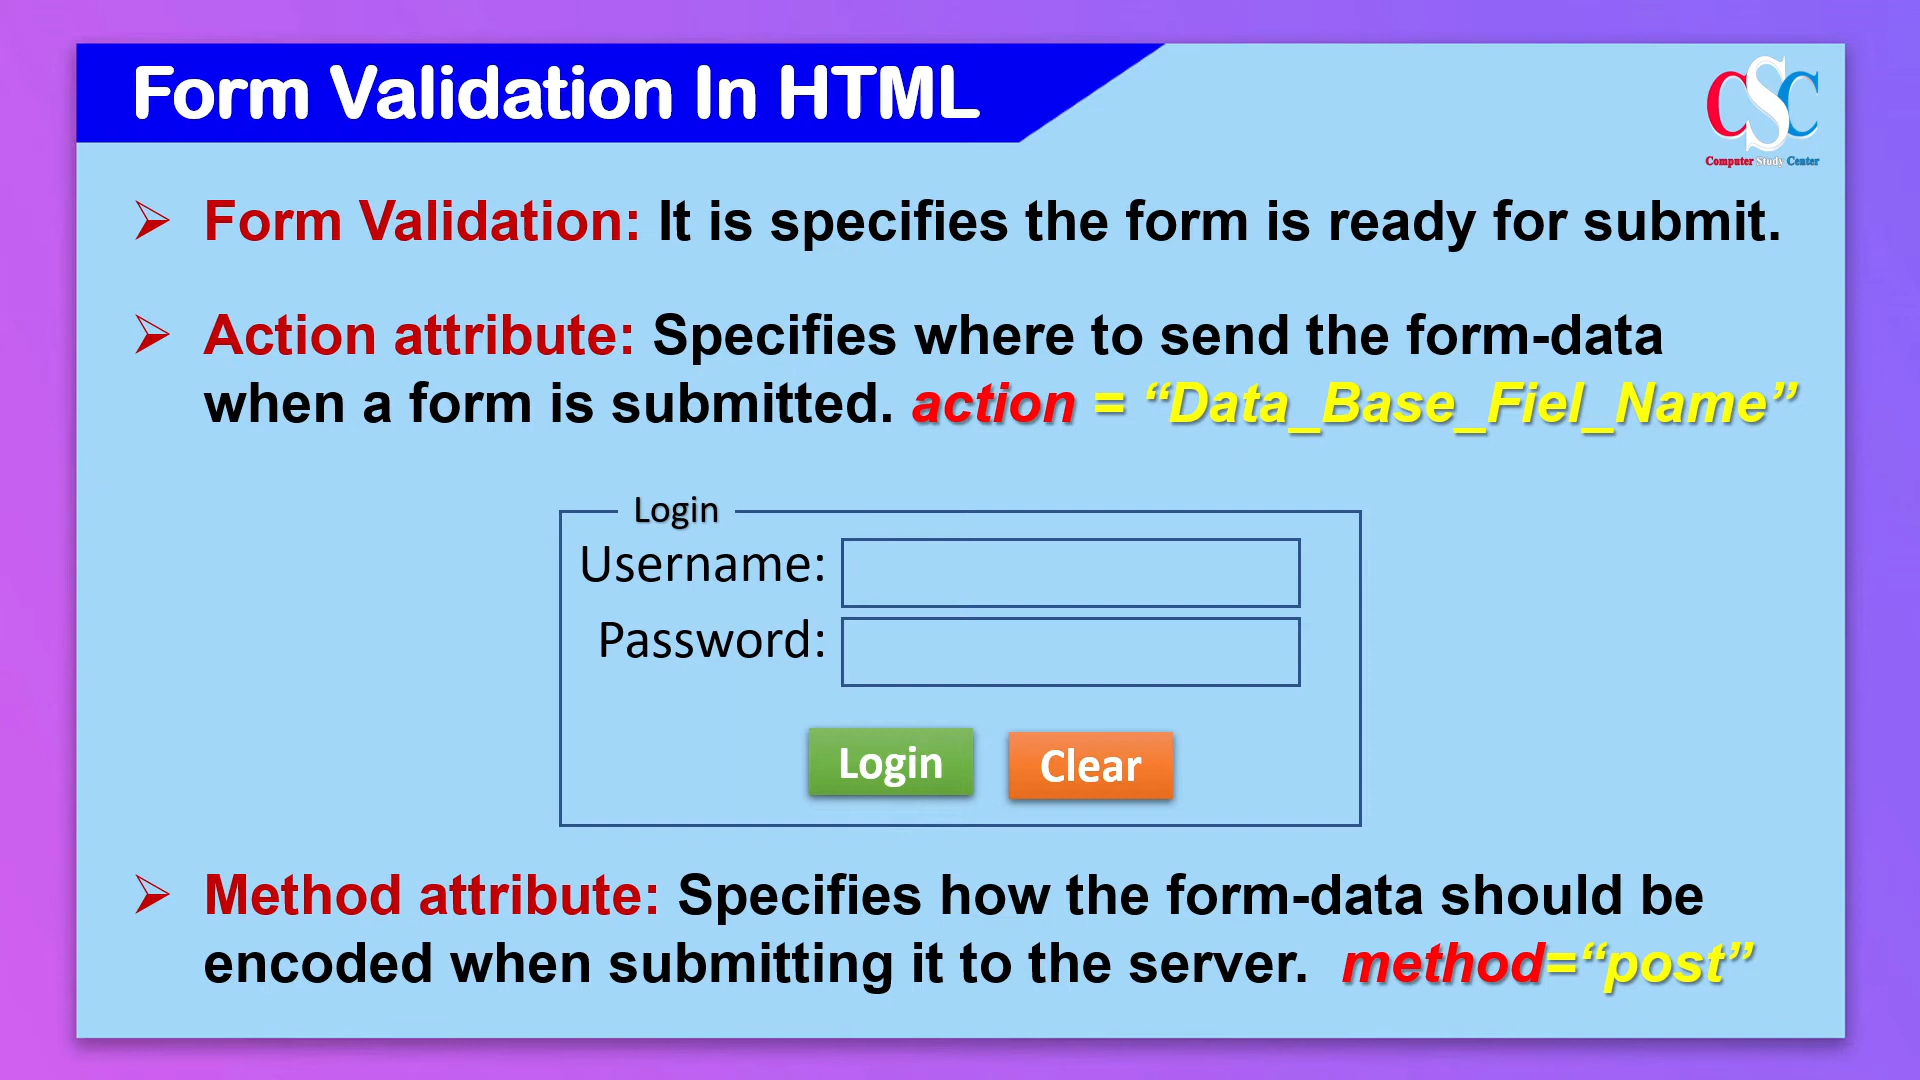 Form Validation In HTML
CSC
Computer Study Center
Form Validation: It is specifies the form is ready for submit.
Action attribute: Specifies where to send the form-data
when a form is submitted. action = “Data_Base_Fiel_Name”
Login
Username:
Password:
Login Clear
Method attribute: Specifies how the form-data should be
encoded when submitting it to the server. method=“post”